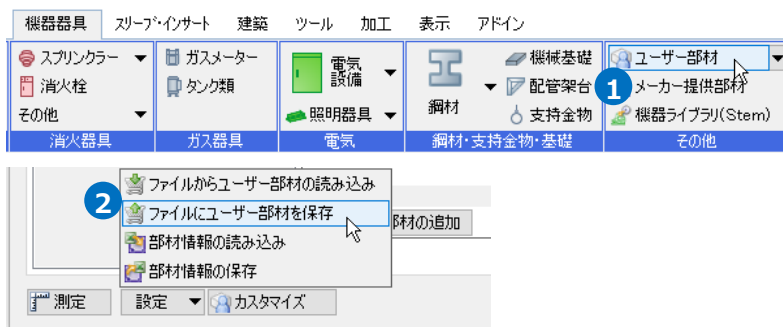 機器器具 スリーブ・インサート 建築 ツール 加工 表示 アドイン
スプリンクラー ガスメーター 電気設備 鋼材 機械基礎 ユーザー部材
消火栓 タンク類 配管架台 1 メーカー提供部材
その他 照明器具 支持金物 機器ライブラリ(Stem)
消火器具 ガス器具 電気 鋼材・支持金物・基礎 その他
ファイルからユーザー部材の読み込み
2 ファイルにユーザー部材を保存 部材の追加
部材情報の読み込み
部材情報の保存
測定 設定 カスタマイズ